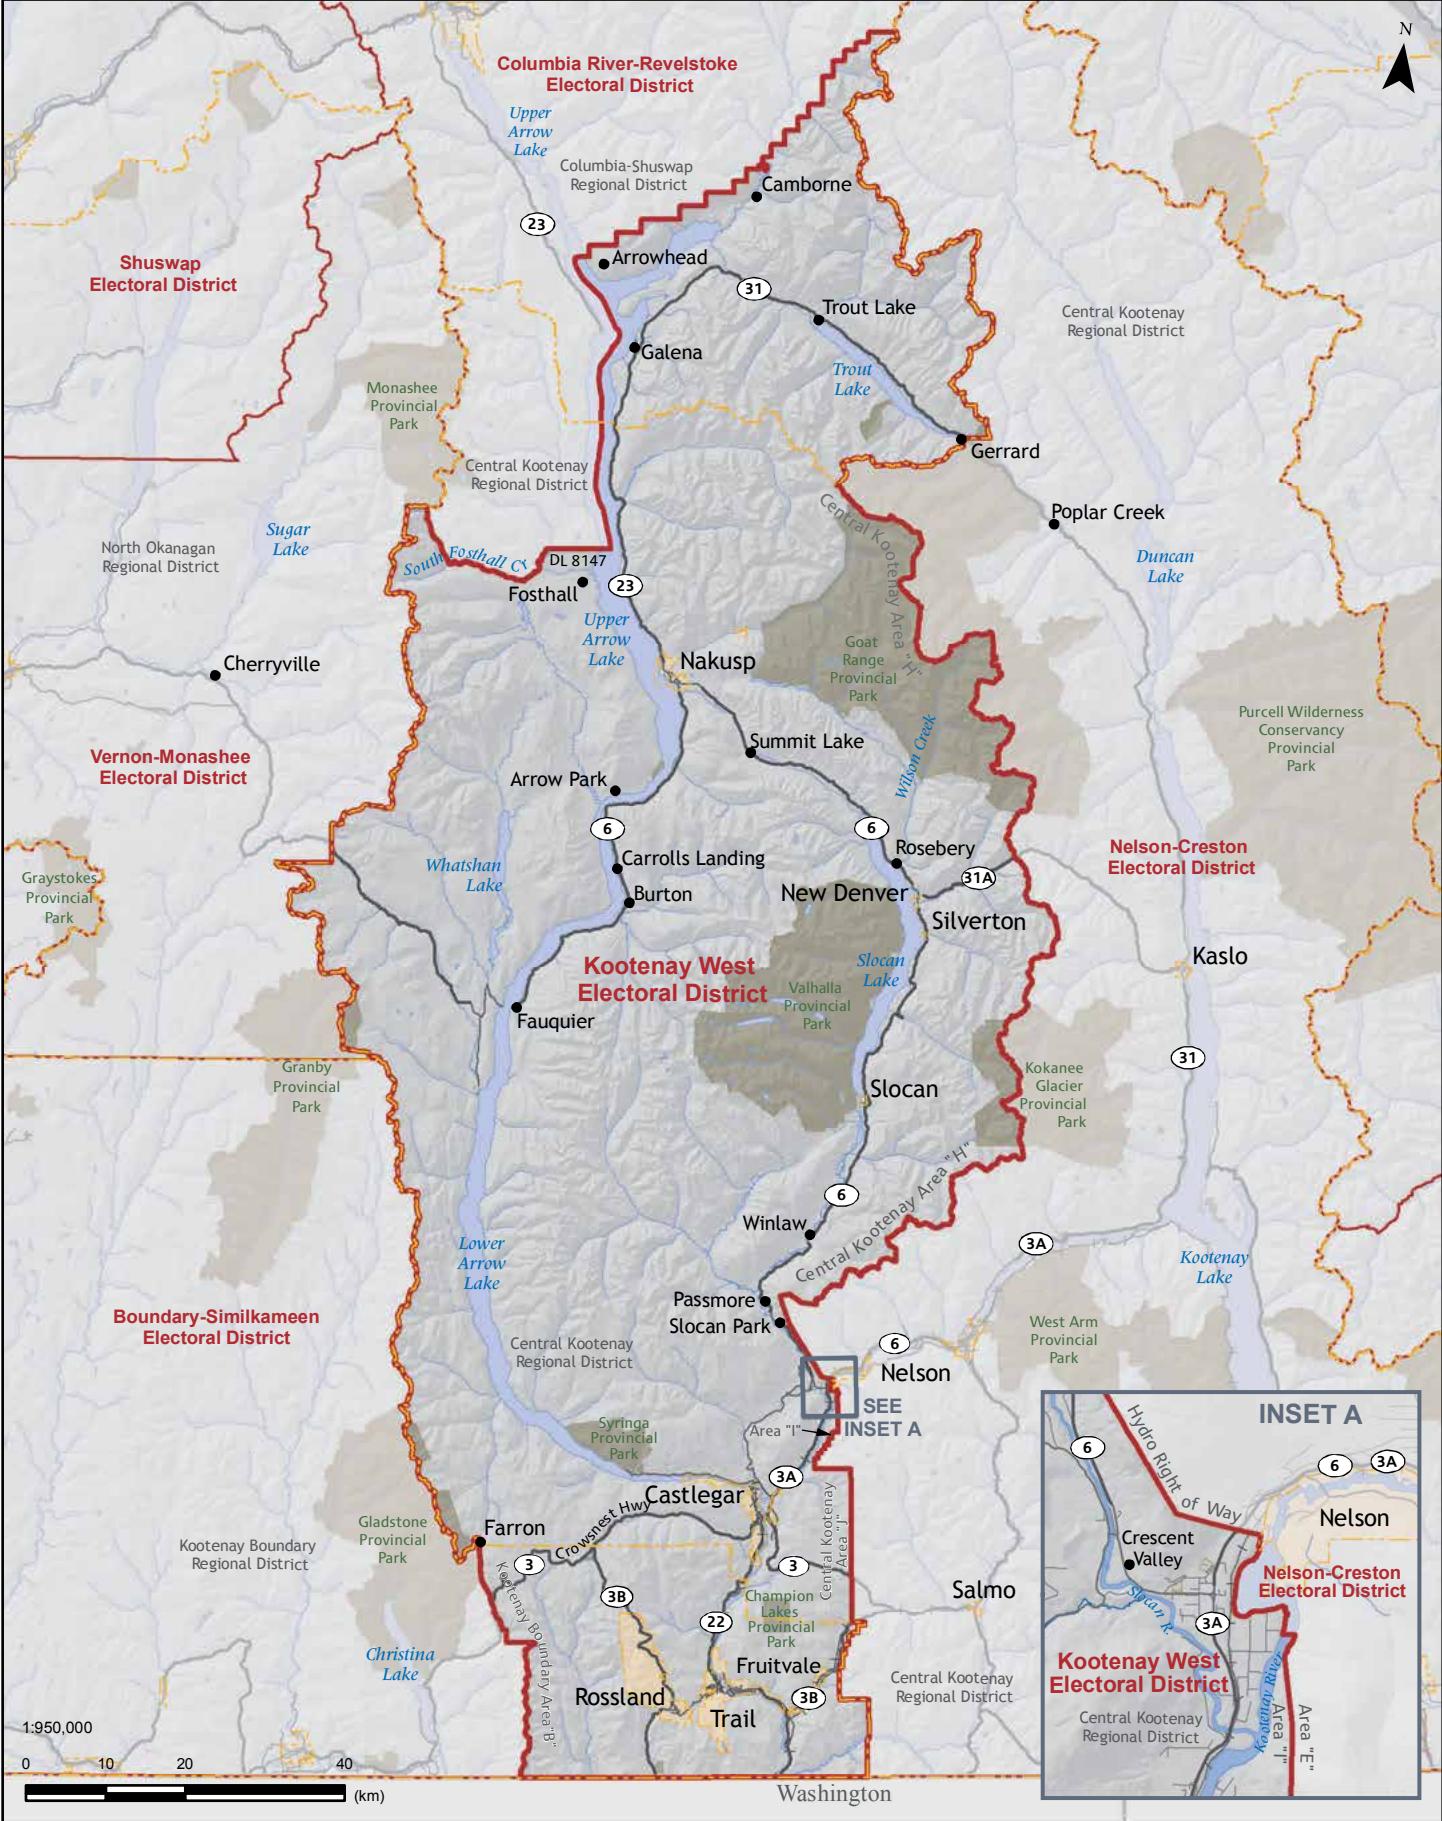 N
Columbia River-Revelstoke
Electoral District
Upper
Arrow
Lake
Columbia-Shuswap
Regional District
Camborne
23
Arrowhead
Shuswap
Electoral District
31
Trout Lake
Central Kootenay
Regional District
Galena
Trout
Lake
Monashee
Provincial
Park
Gerrard
Central Kootenay
Regional District
Central Kootenay Area "H"
Poplar Creek
Sugar
Lake
North Okanagan
Regional District
South Fosthall Cr
DL 8147
Duncan
Lake
Fosthall
23
Upper
Arrow
Lake
Goat
Range
Provincial
Park
Cherryville
Nakusp
Purcell Wilderness
Conservancy
Provincial
Park
Wilson Creek
Summit Lake
Vernon-Monashee
Electoral District
Arrow Park
6
6
Rosebery
Nelson-Creston
Electoral District
Carrolls Landing
Whatshan
Lake
31A
Graystokes
Provincial
Park
Burton
New Denver
Silverton
Kaslo
Kootenay West
Electoral District
Slocan
Lake
Valhalla
Provincial
Park
Fauquier
31
Granby
Provincial
Park
Kokanee
Glacier
Provincial
Park
Slocan
Central Kootenay Area "H"
6
Winlaw
3A
Lower
Arrow
Lake
Kootenay
Lake
Passmore
Slocan Park
Boundary-Similkameen
Electoral District
Central Kootenay
Regional District
6
Nelson
West Arm
Provincial
Park
SEE
INSET A
Area "I"
Syringa
Provincial
Park
3A
Castlegar
Crowsnest Hwy
Central Kootenay
Area "J"
Gladstone
Provincial
Park
Farron
Kootenay Boundary
Regional District
3
3
3B
Kootenay Boundary Area "B"
Champion
Lakes
Provincial
Park
Salmo
22
Christina
Lake
Fruitvale
Rossland
3B
Trail
Central Kootenay
Regional District
1:950,000
0
10
20
40
(km)
Washington
INSET A
Hydro Right of Way
6
6
3A
Nelson
Crescent
Valley
Slocan R.
Nelson-Creston
Electoral District
3A
Kootenay West
Electoral District
Kootenay River
Area "I"
Area "E"
Central Kootenay
Regional District